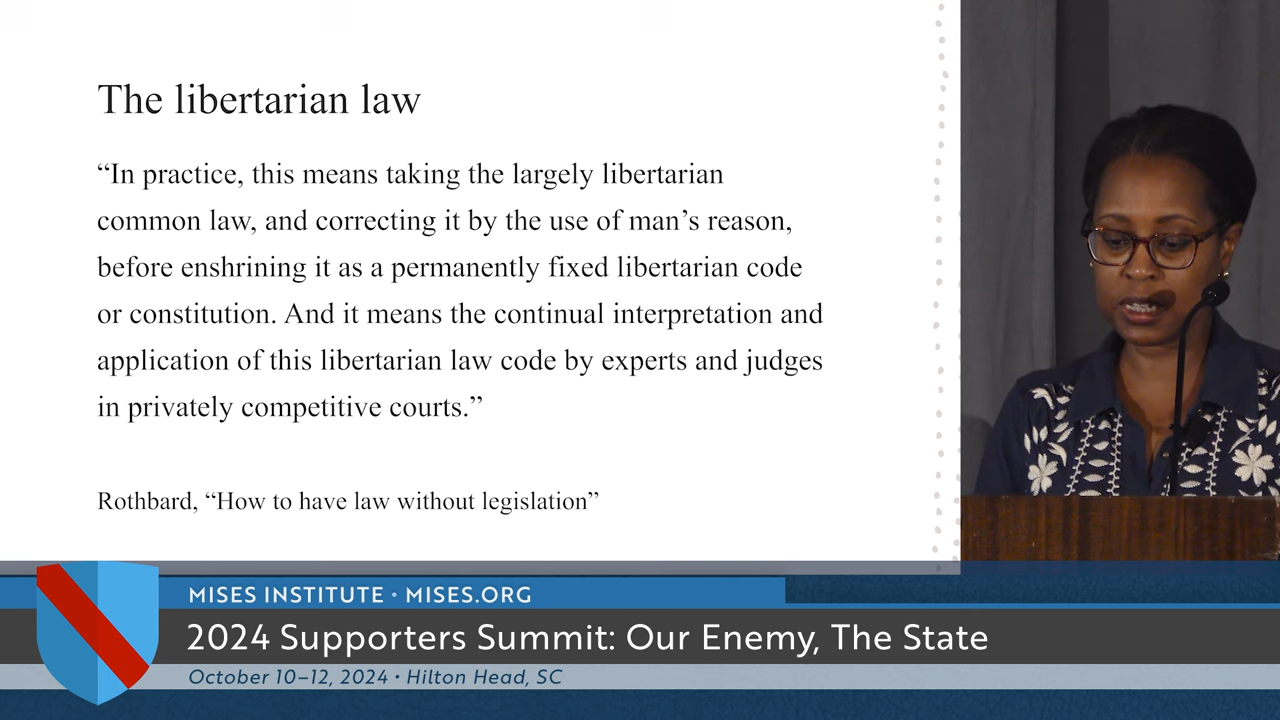 The libertarian law
“In practice, this means taking the largely libertarian
common law, and correcting it by the use of man’s reason,
before enshrining it as a permanently fixed libertarian code
or constitution. And it means the continual interpretation and
application of this libertarian law code by experts and judges
in privately competitive courts.”
Rothbard, “How to have law without legislation”
MISES INSTITUTE • MISES.ORG
2024 Supporters Summit: Our Enemy, The State
October 10–12, 2024 • Hilton Head, SC